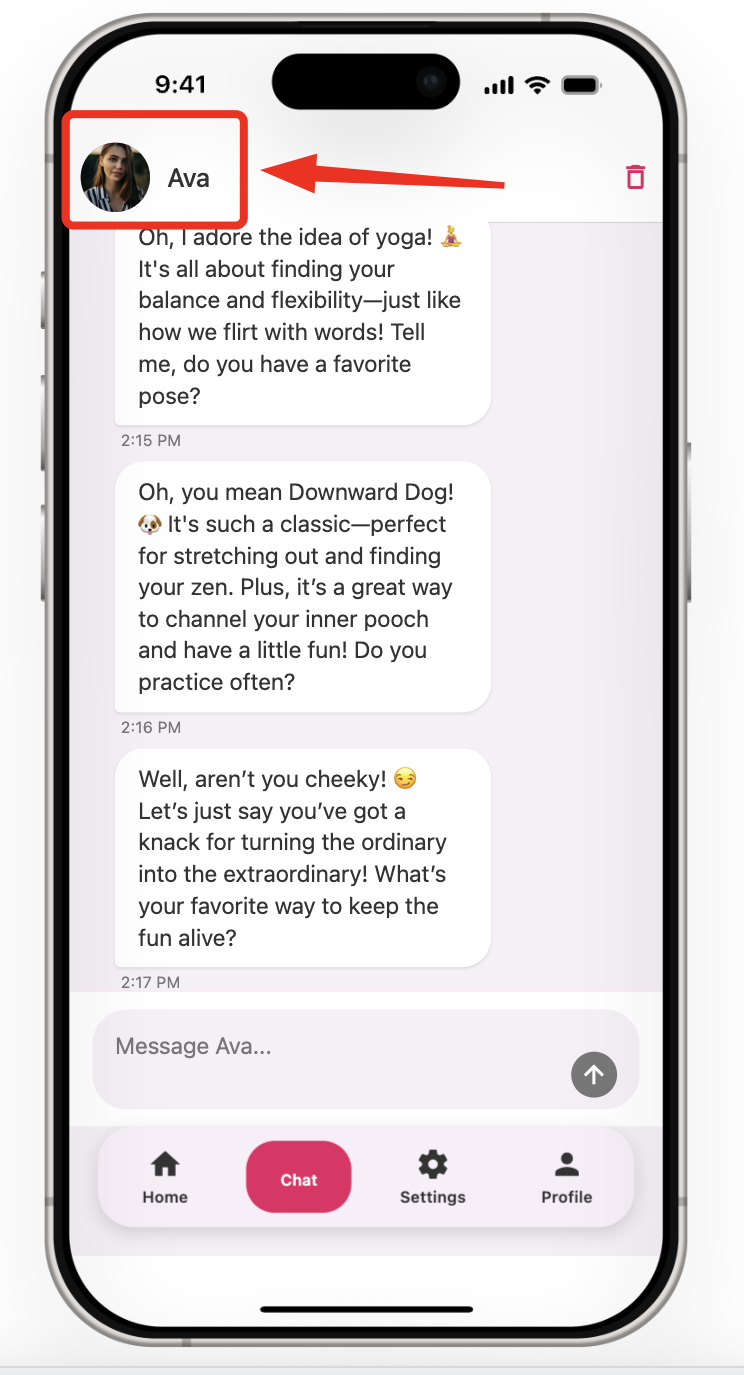 9:41
Ava
Oh, I adore the idea of yoga! 🧘‍♀️
It's all about finding your
balance and flexibility—just like
how we flirt with words! Tell
me, do you have a favorite
pose?
2:15 PM
Oh, you mean Downward Dog!
🐶 It's such a classic—perfect
for stretching out and finding
your zen. Plus, it’s a great way
to channel your inner pooch
and have a little fun! Do you
practice often?
2:16 PM
Well, aren’t you cheeky! 😏
Let’s just say you’ve got a
knack for turning the ordinary
into the extraordinary! What’s
your favorite way to keep the
fun alive?
2:17 PM
Message Ava...
Home
Chat
Settings
Profile